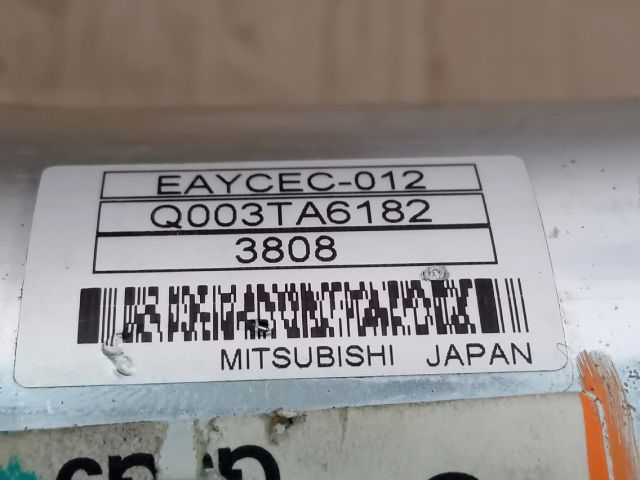 EAYCEC-012
Q003TA6182
3808
MITSUBISHI JAPAN